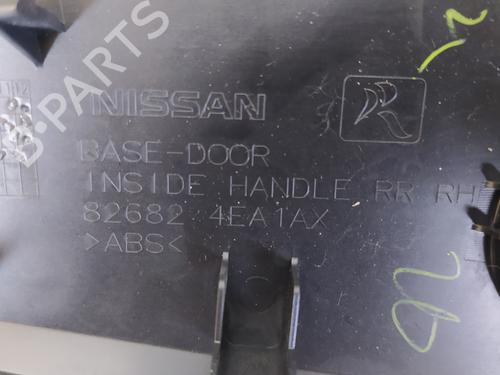 NISSAN
BASE-DOOR
INSIDE HANDLE RR RH
82682 4EA1AX
>ABS<
B-PARTS